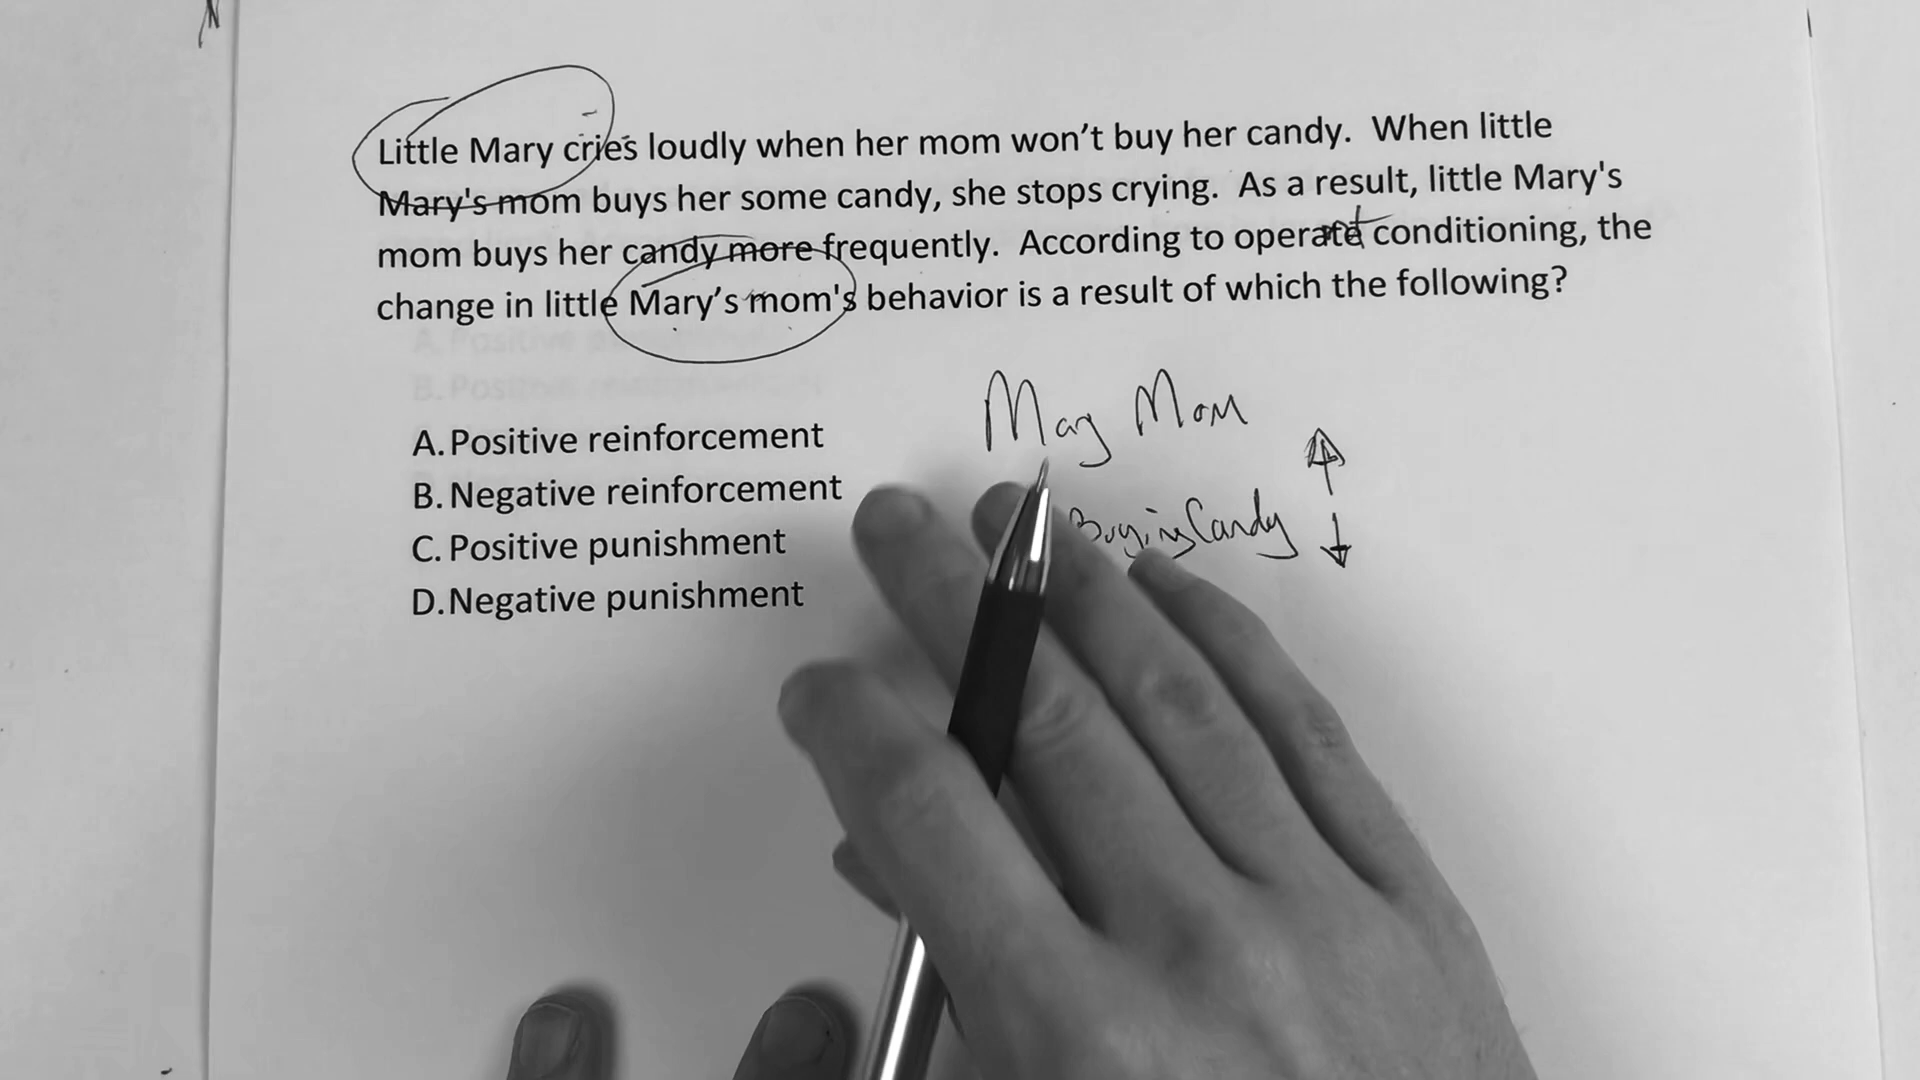 Little Mary cries loudly when her mom won't buy her candy. When little
Mary's mom buys her some candy, she stops crying. As a result, little Mary's
mom buys her candy more frequently. According to operant conditioning, the
change in little Mary's mom's behavior is a result of which the following?
A. Positive reinforcement
B. Negative reinforcement
C. Positive punishment
D. Negative punishment
Mary Mom
Buying Candy